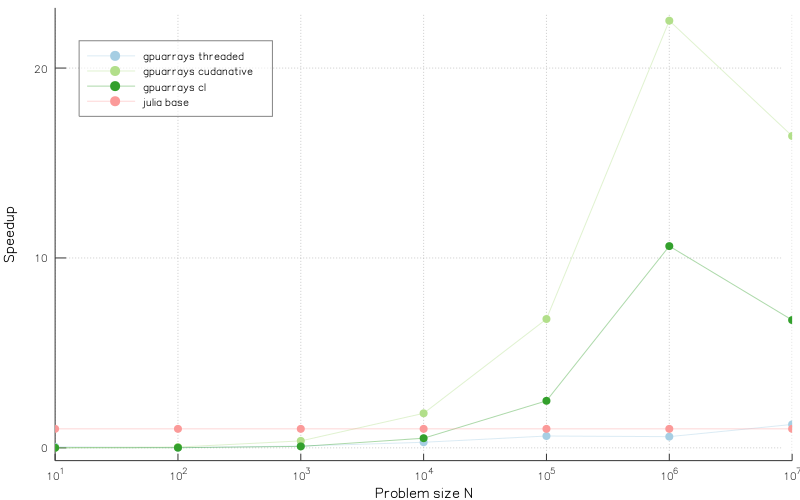 gpuarrays threaded
gpuarrays cudanative
gpuarrays cl
julia base
20
10
0
Speedup
10¹ 10² 10³ 10⁴ 10⁵ 10⁶ 10⁷
Problem size N